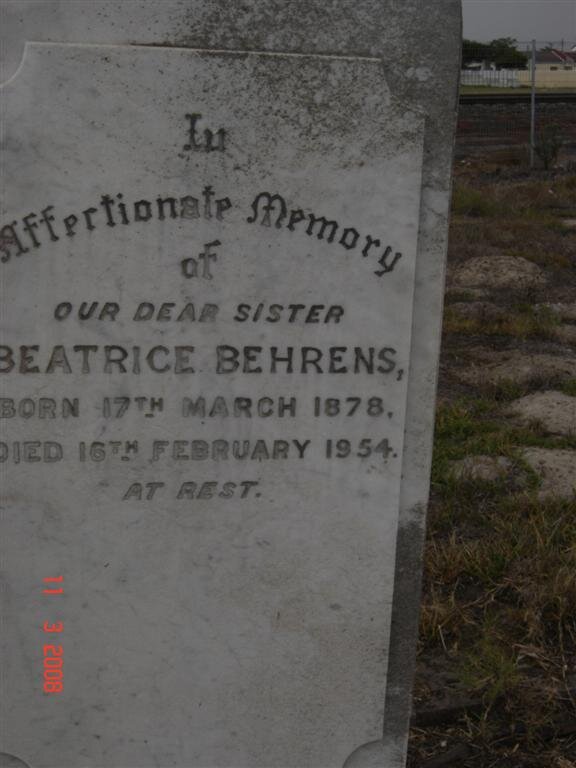 In
Affectionate Memory
of
OUR DEAR SISTER
BEATRICE BEHRENS,
BORN 17TH MARCH 1878,
DIED 16TH FEBRUARY 1954.
AT REST.
11 3 2008